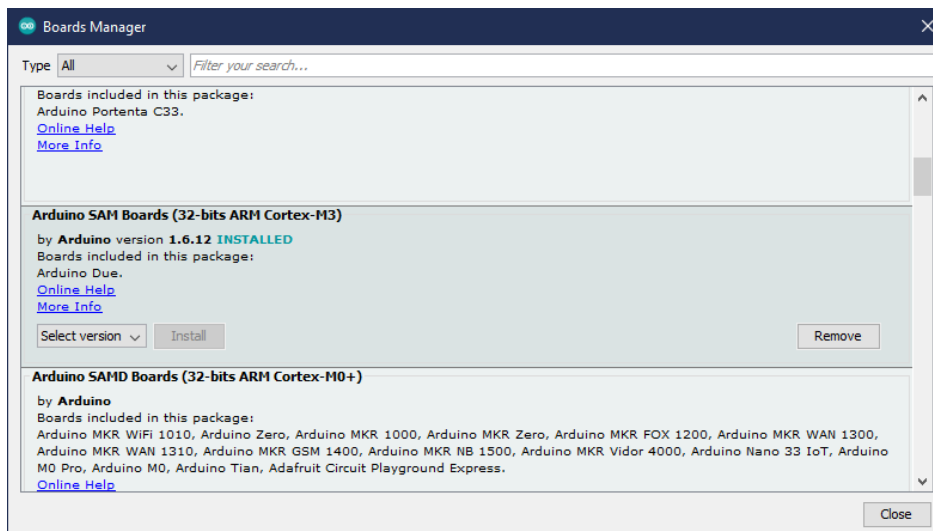 Boards Manager
Type All Filter your search...
Boards included in this package:
Arduino Portenta C33.
Online Help
More Info
Arduino SAM Boards (32-bits ARM Cortex-M3)
by Arduino version 1.6.12 INSTALLED
Boards included in this package:
Arduino Due.
Online Help
More Info
Select version Install Remove
Arduino SAMD Boards (32-bits ARM Cortex-M0+)
by Arduino
Boards included in this package:
Arduino MKR WiFi 1010, Arduino Zero, Arduino MKR 1000, Arduino MKR Zero, Arduino MKR FOX 1200, Arduino MKR WAN 1300,
Arduino MKR WAN 1310, Arduino MKR GSM 1400, Arduino MKR NB 1500, Arduino MKR Vidor 4000, Arduino Nano 33 IoT, Arduino
M0 Pro, Arduino M0, Arduino Tian, Adafruit Circuit Playground Express.
Online Help
Close